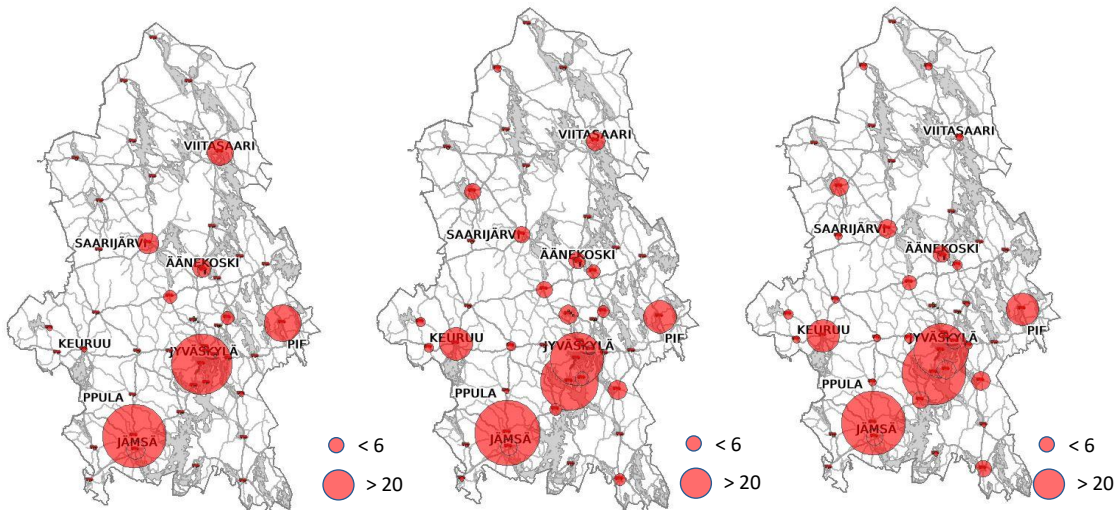 VIITASAARI
SAARIJÄRVI
ÄÄNEKOSKI
KEURUU
JYVÄSKYLÄ
PIF
PPULA
JÄMSÄ
< 6
> 20
VIITASAARI
SAARIJÄRVI
ÄÄNEKOSKI
KEURUU
JYVÄSKYLÄ
PIF
PPULA
JÄMSÄ
< 6
> 20
VIITASAARI
SAARIJÄRVI
ÄÄNEKOSKI
KEURUU
JYVÄSKYLÄ
PIF
PPULA
JÄMSÄ
< 6
> 20